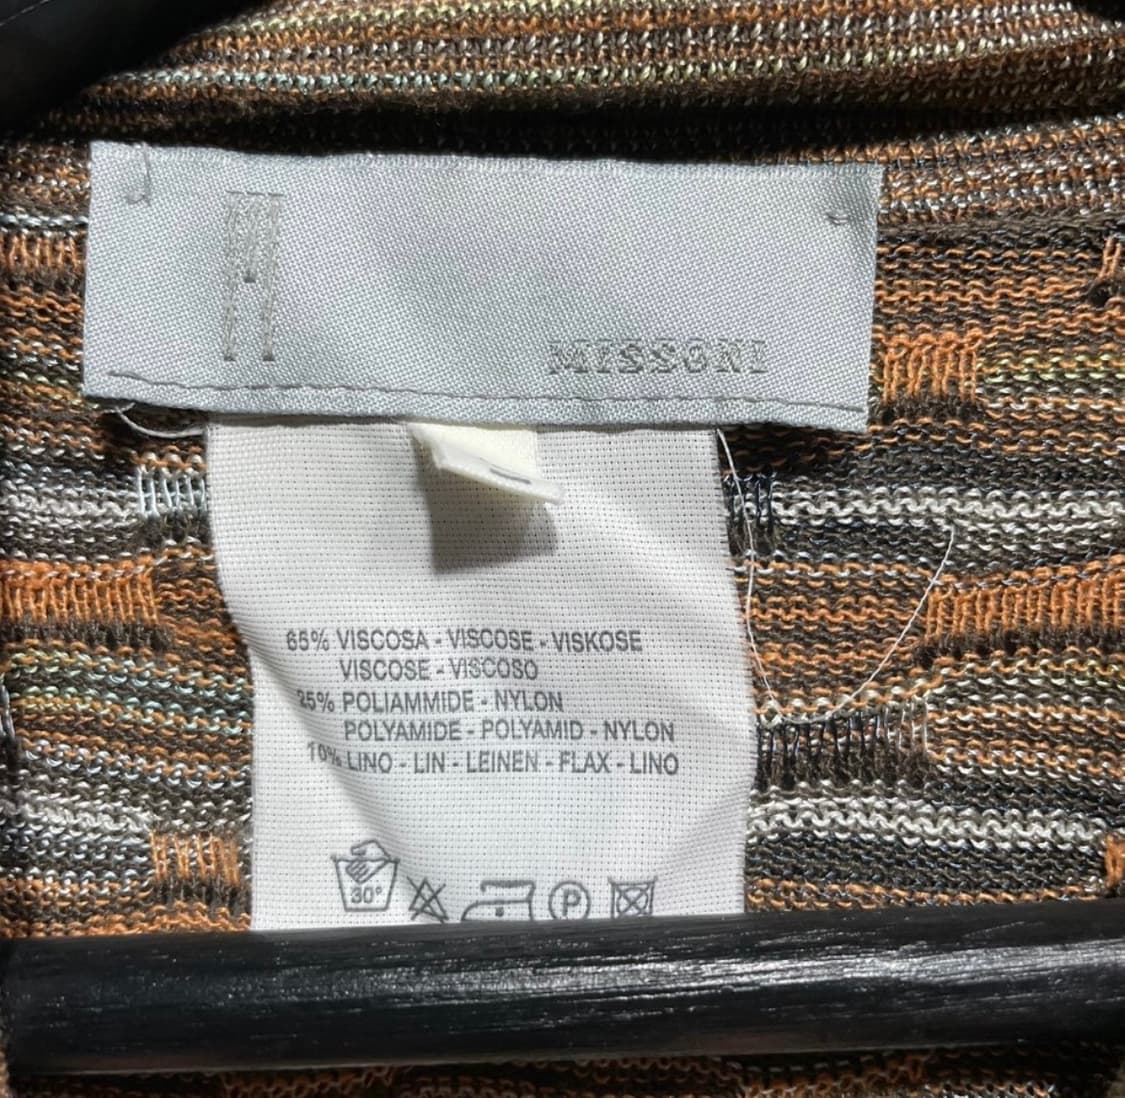 MISSONI
65% VISCOSA - VISCOSE - VISKOSE
VISCOSE - VISCOSO
25% POLIAMMIDE - NYLON
POLYAMIDE - POLYAMID - NYLON
10% LINO - LIN - LEINEN - FLAX - LINO
30°
P